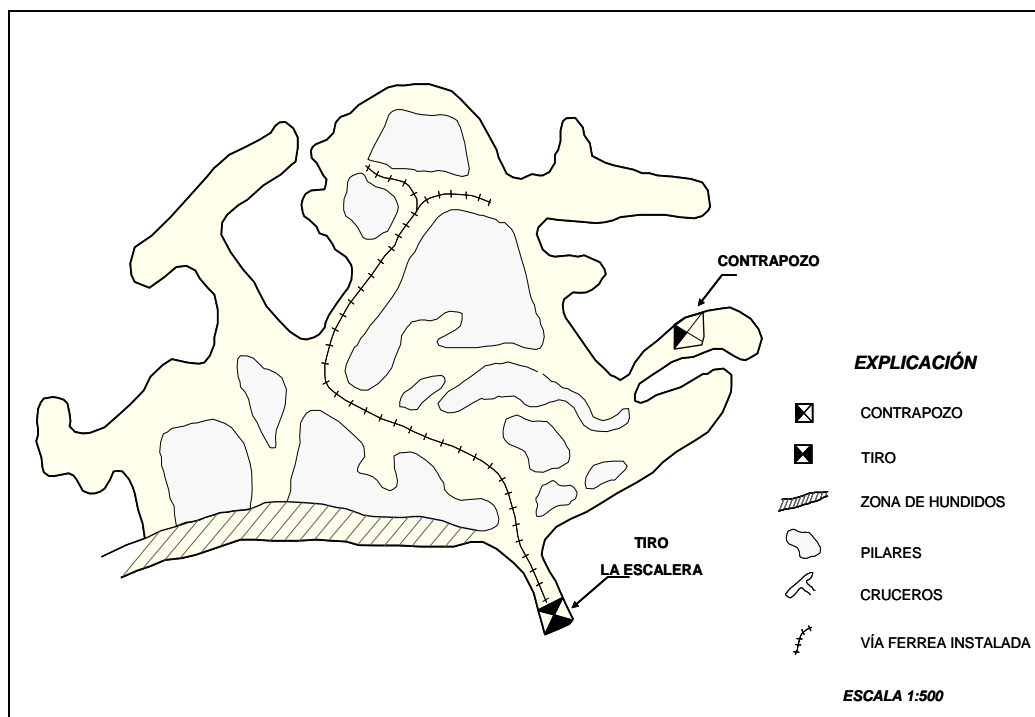 CONTRAPOZO
TIRO
LA ESCALERA
EXPLICACIÓN
CONTRAPOZO
TIRO
ZONA DE HUNDIDOS
PILARES
CRUCEROS
VÍA FERREA INSTALADA
ESCALA 1:500